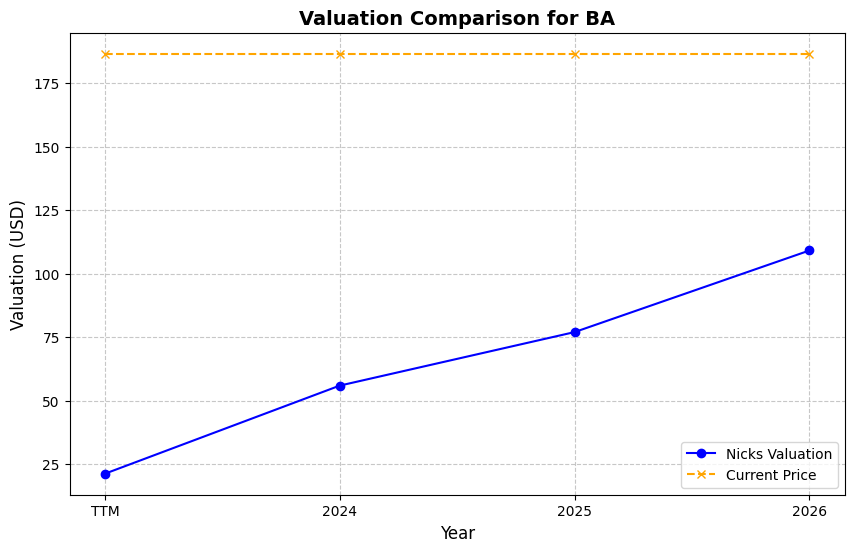 Valuation Comparison for BA
Valuation (USD)
175
150
125
100
75
50
25
TTM
2024
2025
2026
Year
Nicks Valuation
Current Price